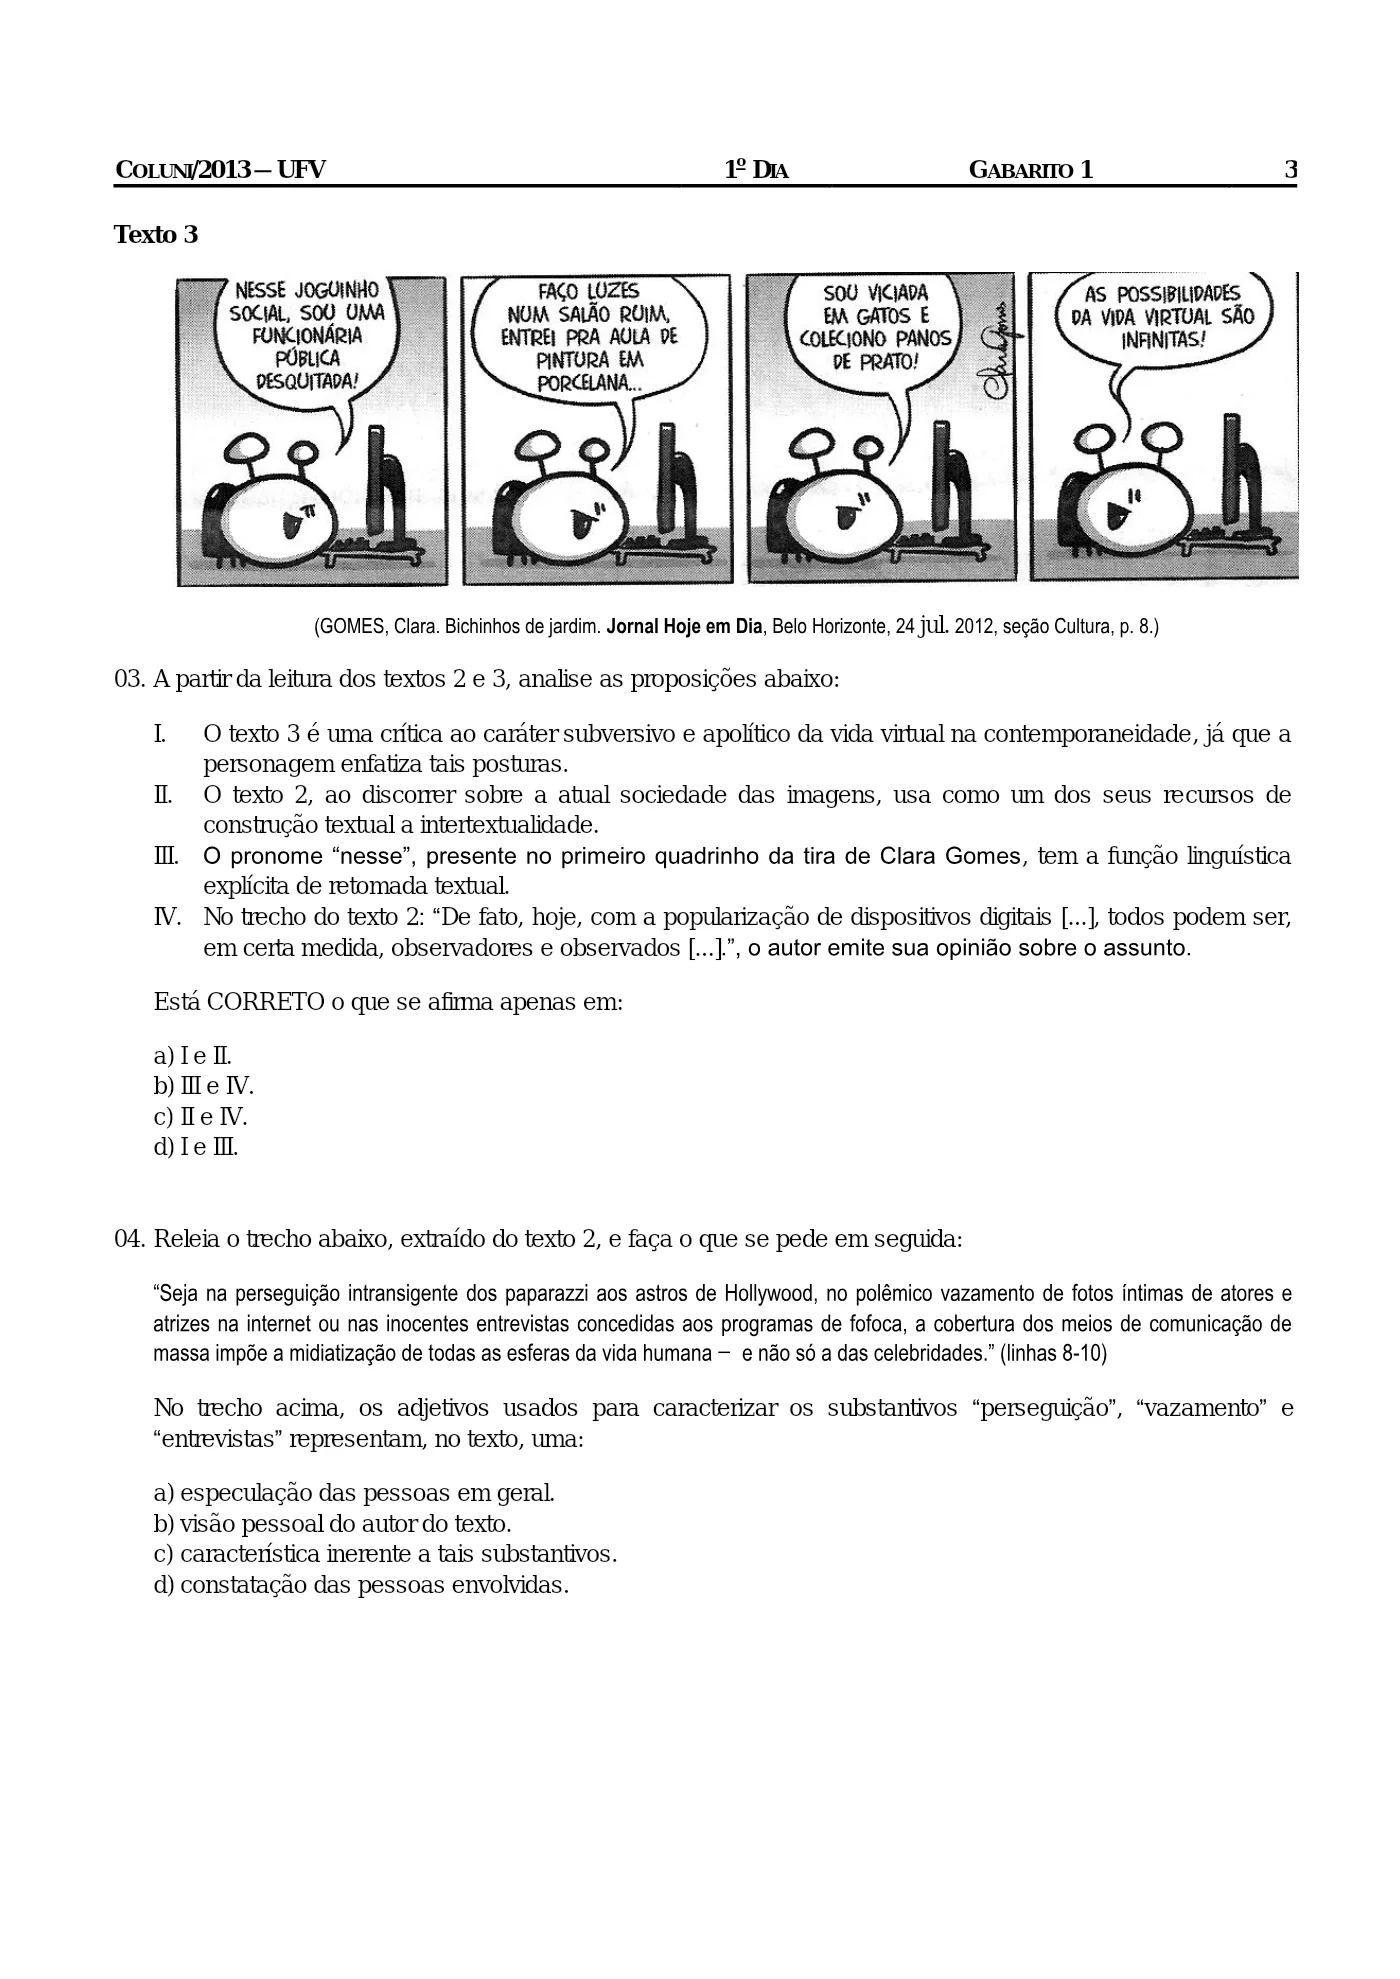 COLUNI/2013 – UFV 1º DIA GABARITO 1 3
Texto 3
NESSE JOGUINHO
SOCIAL, SOU UMA
FUNCIONÁRIA
PÚBLICA
DESQUITADA!
FAÇO LUZES
NUM SALÃO RUIM,
ENTREI PRA AULA DE
PINTURA EM
PORCELANA...
SOU VICIADA
EM GATOS E
COLECIONO PANOS
DE PRATO!
Clara Gomes
AS POSSIBILIDADES
DA VIDA VIRTUAL SÃO
INFINITAS!
(GOMES, Clara. Bichinhos de jardim. Jornal Hoje em Dia, Belo Horizonte, 24 jul. 2012, seção Cultura, p. 8.)
03. A partir da leitura dos textos 2 e 3, analise as proposições abaixo:
I. O texto 3 é uma crítica ao caráter subversivo e apolítico da vida virtual na contemporaneidade, já que a
personagem enfatiza tais posturas.
II. O texto 2, ao discorrer sobre a atual sociedade das imagens, usa como um dos seus recursos de
construção textual a intertextualidade.
III. O pronome “nesse”, presente no primeiro quadrinho da tira de Clara Gomes, tem a função linguística
explícita de retomada textual.
IV. No trecho do texto 2: “De fato, hoje, com a popularização de dispositivos digitais [...], todos podem ser,
em certa medida, observadores e observados [...].”, o autor emite sua opinião sobre o assunto.
Está CORRETO o que se afirma apenas em:
a) I e II.
b) III e IV.
c) II e IV.
d) I e III.
04. Releia o trecho abaixo, extraído do texto 2, e faça o que se pede em seguida:
“Seja na perseguição intransigente dos paparazzi aos astros de Hollywood, no polêmico vazamento de fotos íntimas de atores e
atrizes na internet ou nas inocentes entrevistas concedidas aos programas de fofoca, a cobertura dos meios de comunicação de
massa impõe a midiatização de todas as esferas da vida humana – e não só a das celebridades.” (linhas 8-10)
No trecho acima, os adjetivos usados para caracterizar os substantivos “perseguição”, “vazamento” e
“entrevistas” representam, no texto, uma:
a) especulação das pessoas em geral.
b) visão pessoal do autor do texto.
c) característica inerente a tais substantivos.
d) constatação das pessoas envolvidas.